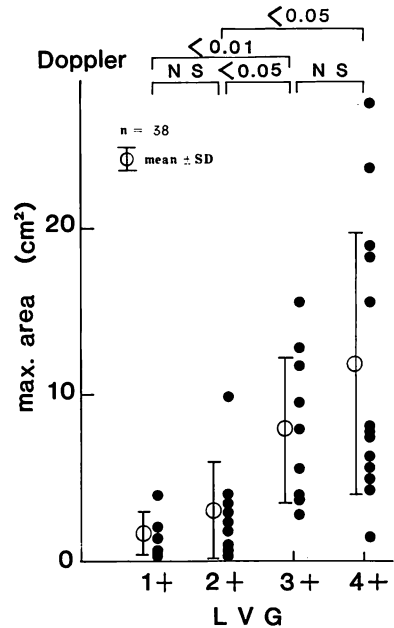 <0.05
<0.01
Doppler
N S <0.05 N S
n = 38
mean ± SD
max. area (cm²)
20
10
0
1+ 2+ 3+ 4+
L V G